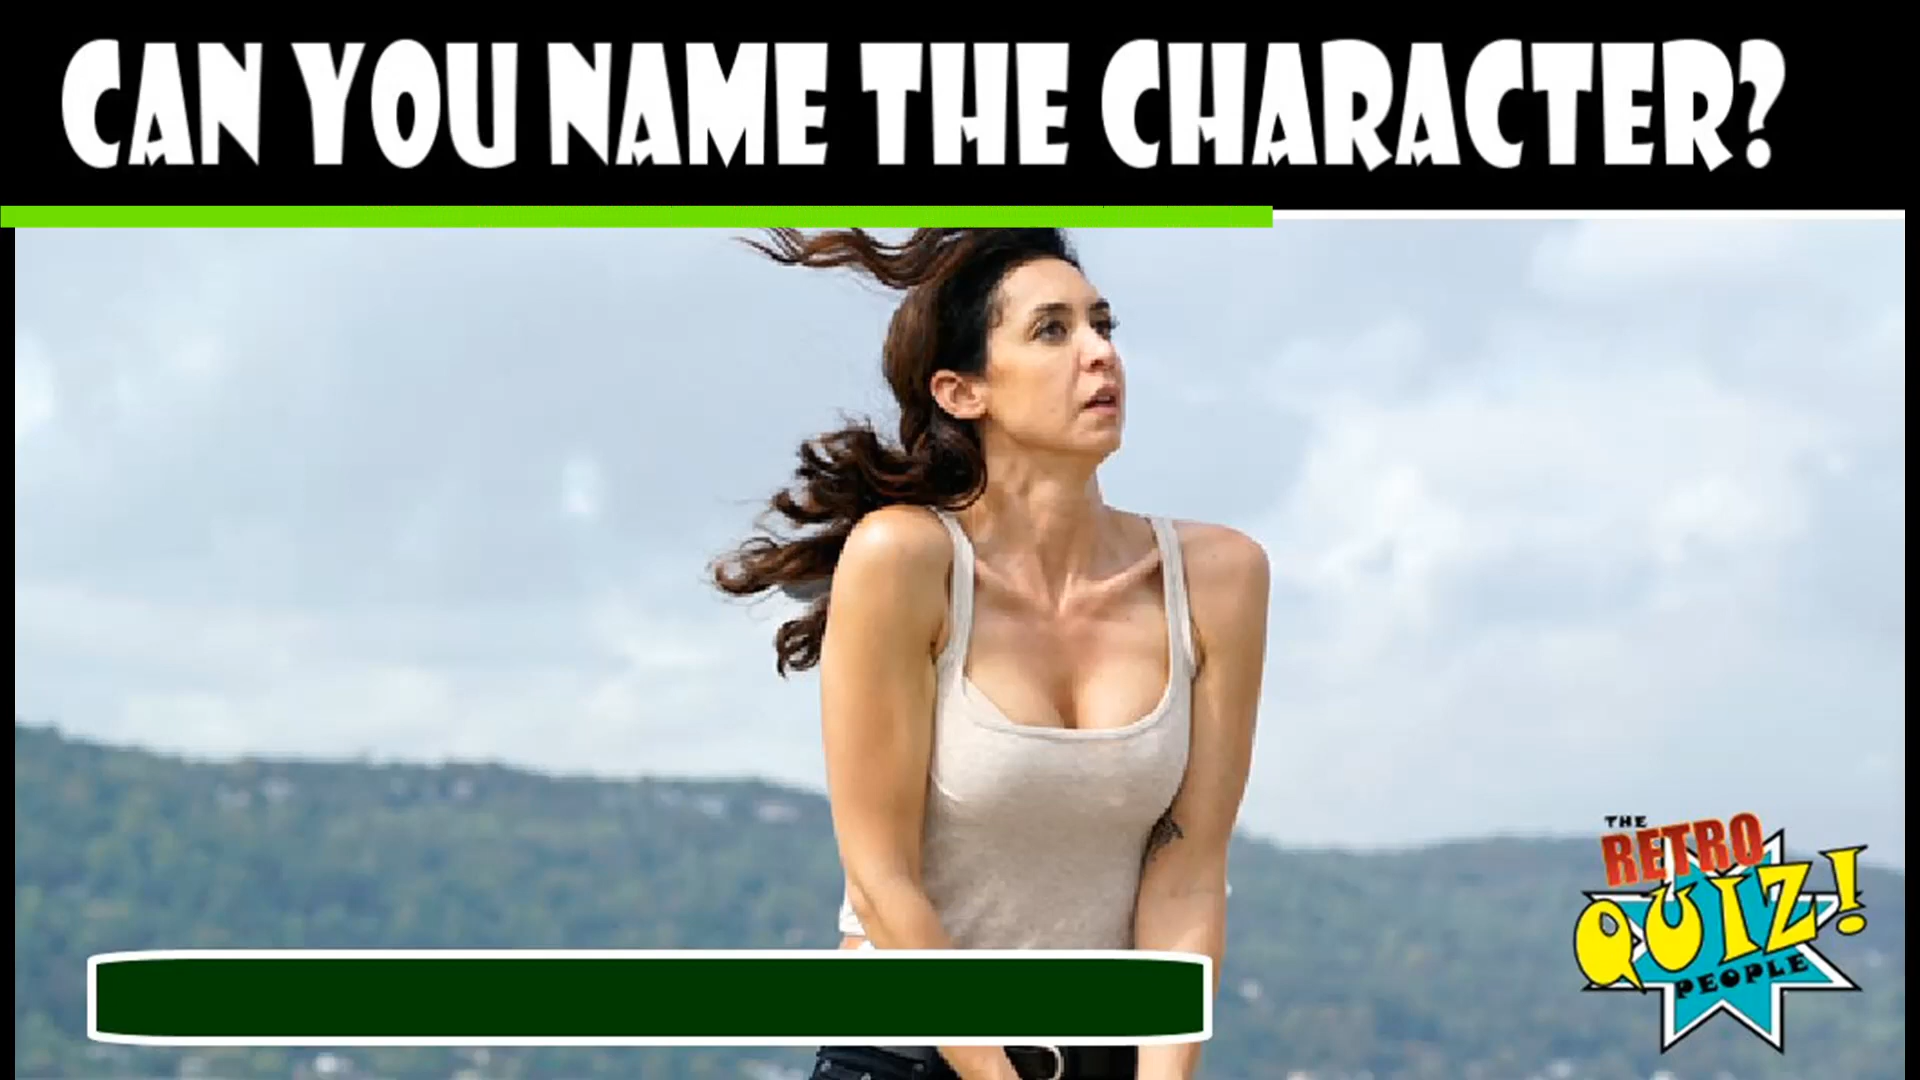 CAN YOU NAME THE CHARACTER?
THE
RETRO
QUIZ!
PEOPLE